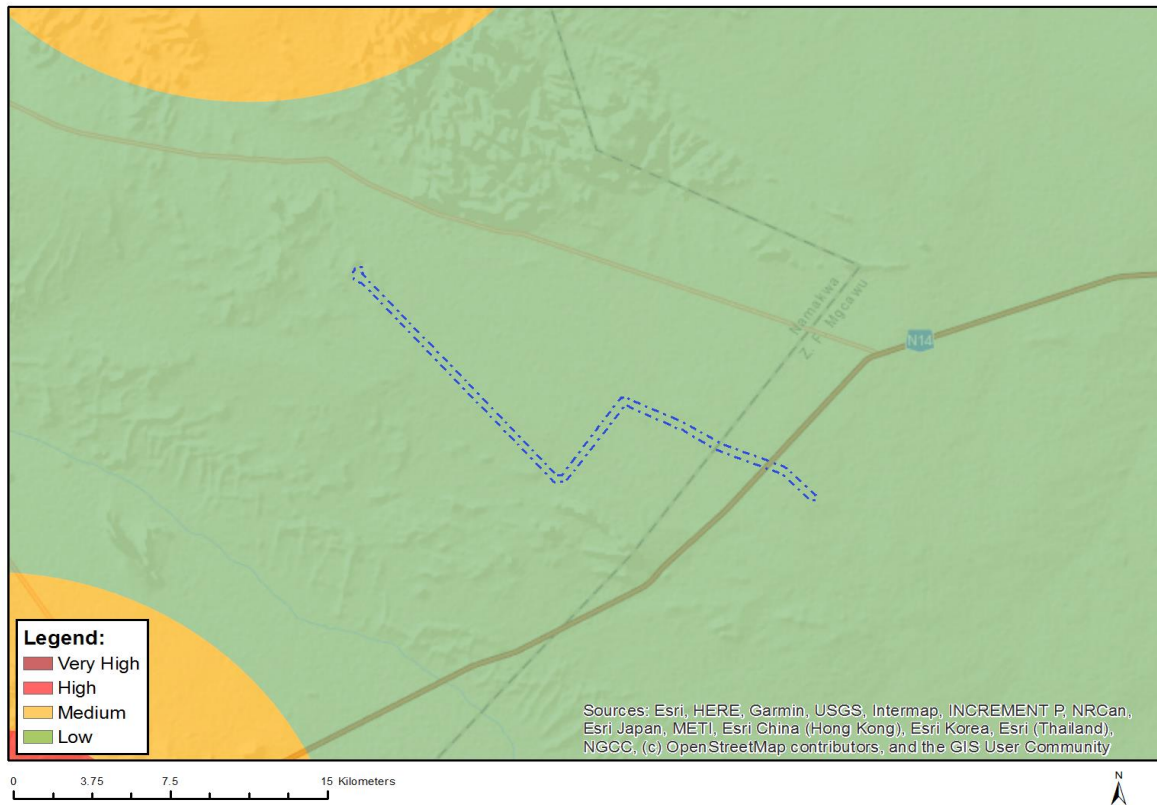 Namakwa
Z. F. Mgcawu
N14
Legend:
Very High
High
Medium
Low
Sources: Esri, HERE, Garmin, USGS, Intermap, INCREMENT P, NRCan,
Esri Japan, METI, Esri China (Hong Kong), Esri Korea, Esri (Thailand),
NGCC, (c) OpenStreetMap contributors, and the GIS User Community
0 3.75 7.5 15 Kilometers
N